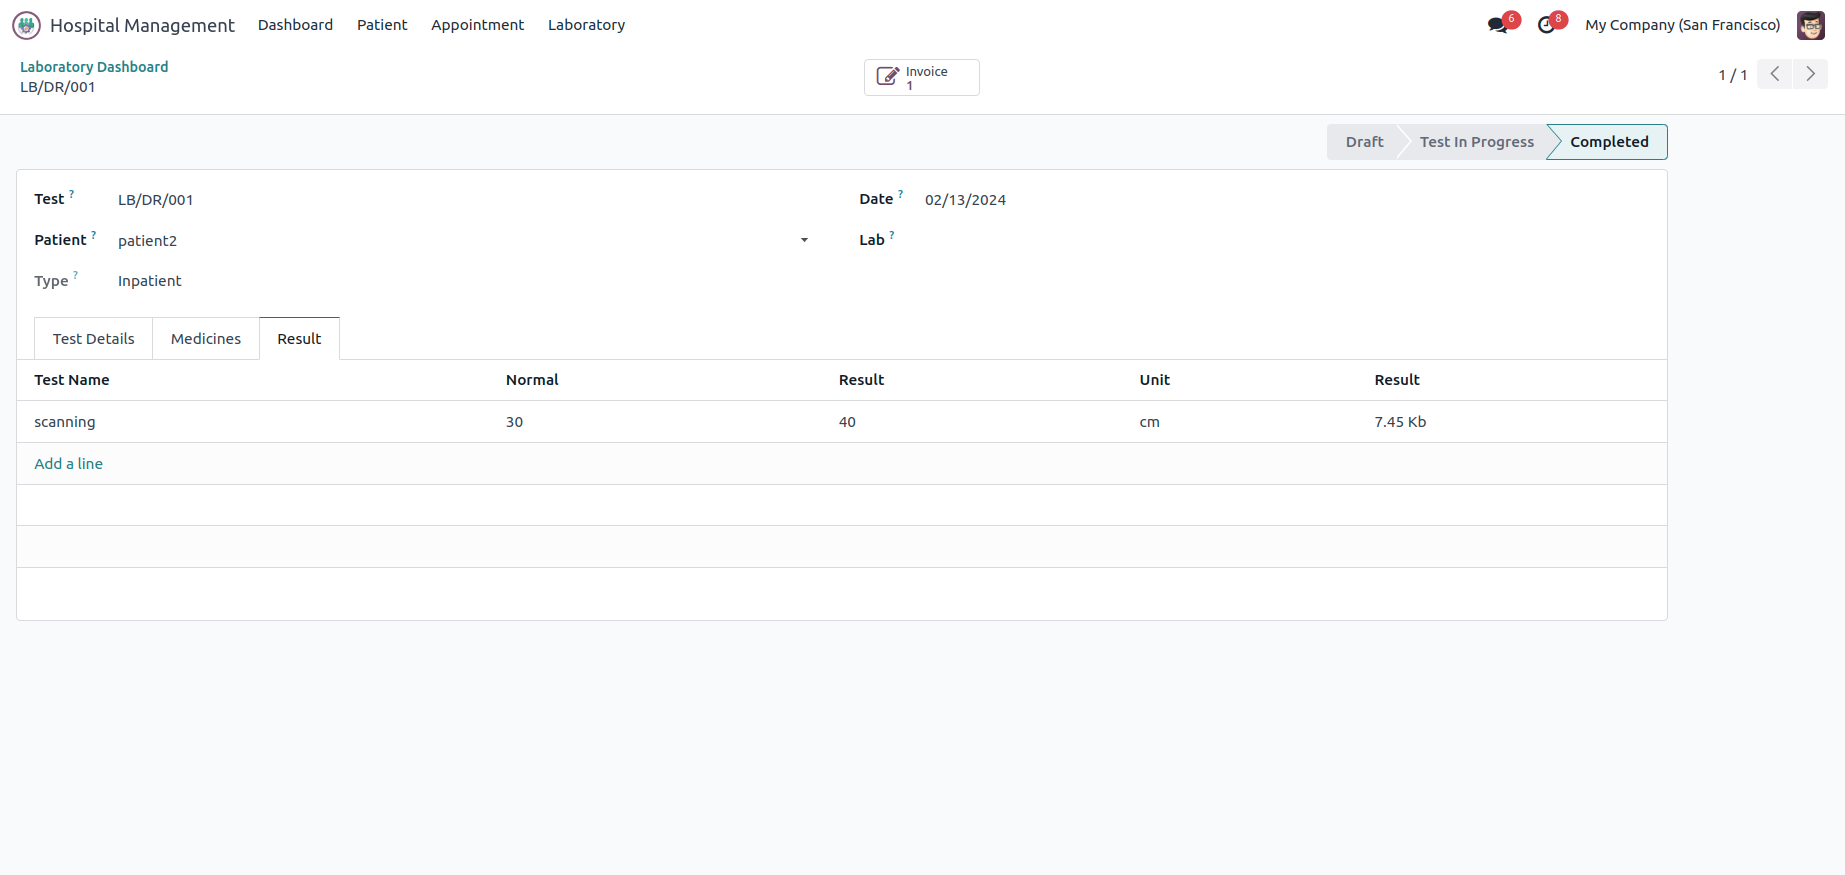 Hospital Management Dashboard Patient Appointment Laboratory 6 8 My Company (San Francisco)
Laboratory Dashboard
LB/DR/001
Invoice
1
1 / 1
Draft Test In Progress Completed
Test ? LB/DR/001 Date ? 02/13/2024
Patient ? patient2 Lab ?
Type ? Inpatient
Test Details Medicines Result
Test Name Normal Result Unit Result
scanning 30 40 cm 7.45 Kb
Add a line